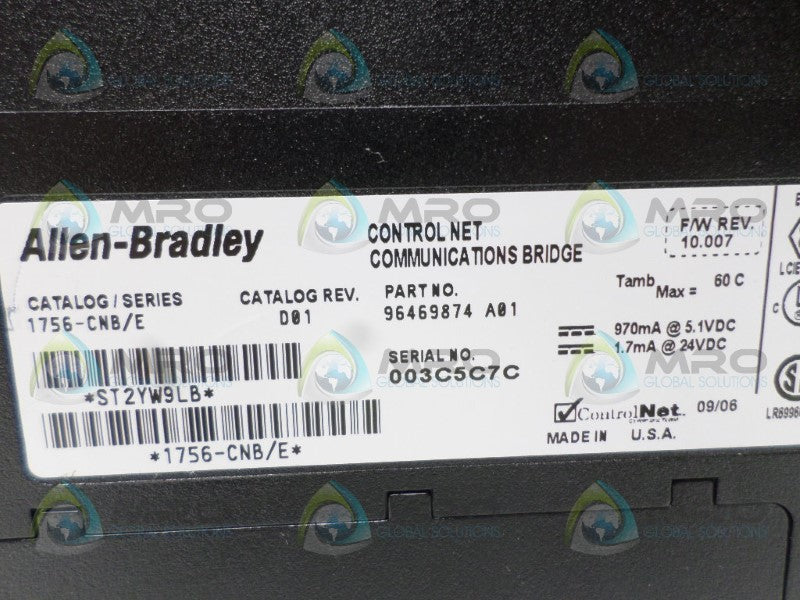 MRO GLOBAL SOLUTIONS
Allen-Bradley
CONTROL NET
COMMUNICATIONS BRIDGE
F/W REV.
10.007
CATALOG / SERIES
1756-CNB/E
CATALOG REV.
D01
PART NO.
96469874 A01
Tamb Max = 60 C
SERIAL NO.
003C5C7C
970mA @ 5.1VDC
1.7mA @ 24VDC
*ST2YW9LB*
*1756-CNB/E*
ControlNet. 09/06
MADE IN U.S.A.
LCIE
C
LR6998